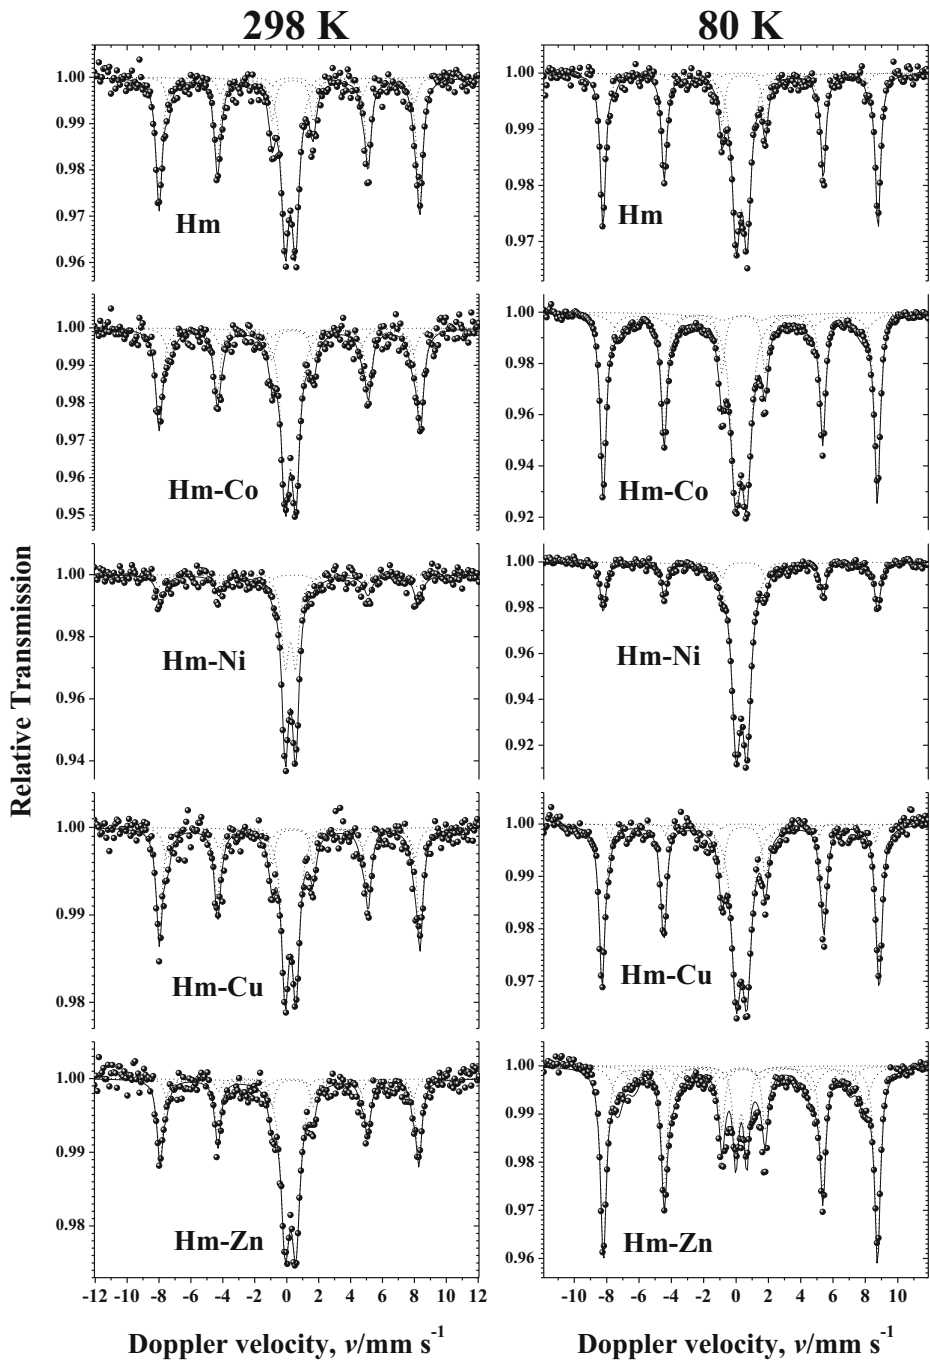 298 K 80 K
1.00
0.99
0.98
0.97
0.96
Hm
1.00
0.99
0.98
0.97
Hm
1.00
0.99
0.98
0.97
0.96
0.95
Hm-Co
1.00
0.98
0.96
0.94
0.92
Hm-Co
1.00
0.98
0.96
0.94
Hm-Ni
1.00
0.98
0.96
0.94
0.92
Hm-Ni
1.00
0.99
0.98
Hm-Cu
1.00
0.99
0.98
0.97
Hm-Cu
1.00
0.99
0.98
Hm-Zn
1.00
0.99
0.98
0.97
0.96
Hm-Zn
Relative Transmission
-12 -10 -8 -6 -4 -2 0 2 4 6 8 10 12
-10 -8 -6 -4 -2 0 2 4 6 8 10
Doppler velocity, v/mm s⁻¹
Doppler velocity, v/mm s⁻¹